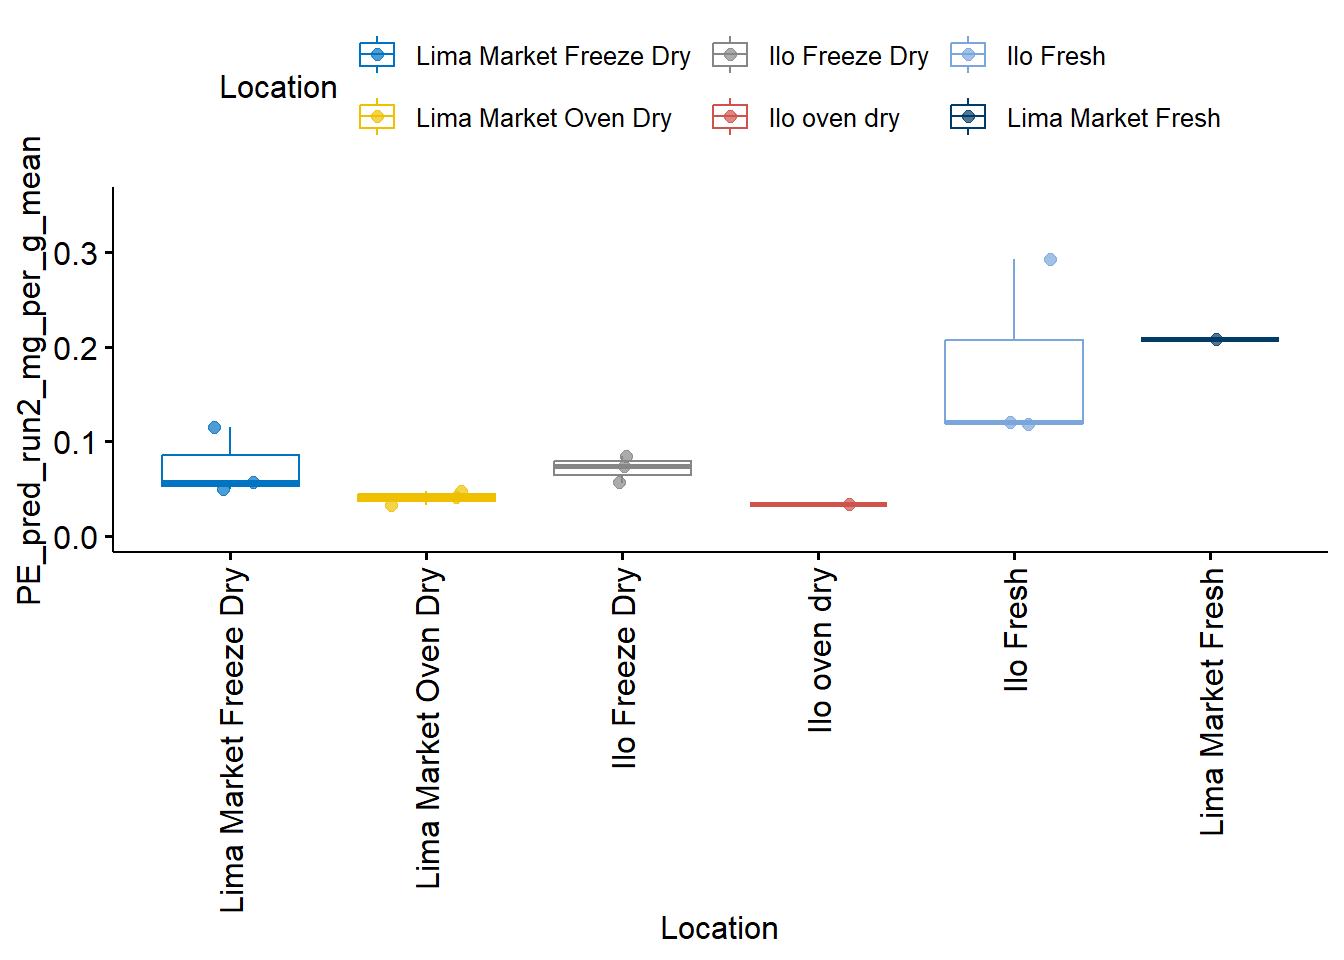 Location
Lima Market Freeze Dry
Ilo Freeze Dry
Ilo Fresh
Lima Market Oven Dry
Ilo oven dry
Lima Market Fresh
PE_pred_run2_mg_per_g_mean
0.3
0.2
0.1
0.0
Lima Market Freeze Dry
Lima Market Oven Dry
Ilo Freeze Dry
Ilo oven dry
Ilo Fresh
Lima Market Fresh
Location